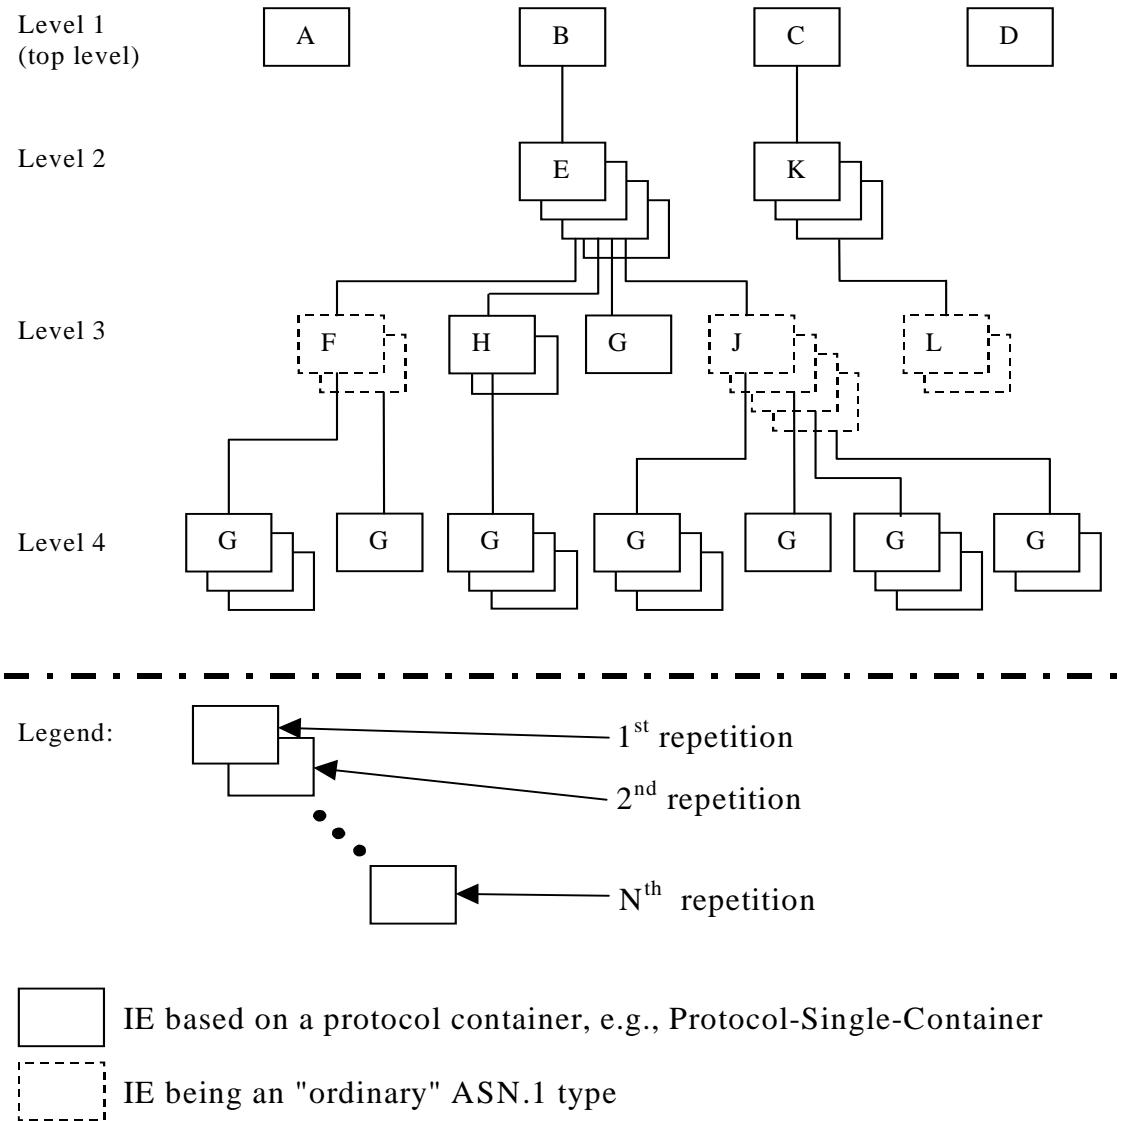 Level 1
(top level)
A
B
C
D
Level 2
E
K
Level 3
F
H
G
J
L
Level 4
G
G
G
G
G
G
G
Legend:
1st repetition
2nd repetition
Nth repetition
IE based on a protocol container, e.g., Protocol-Single-Container
IE being an "ordinary" ASN.1 type